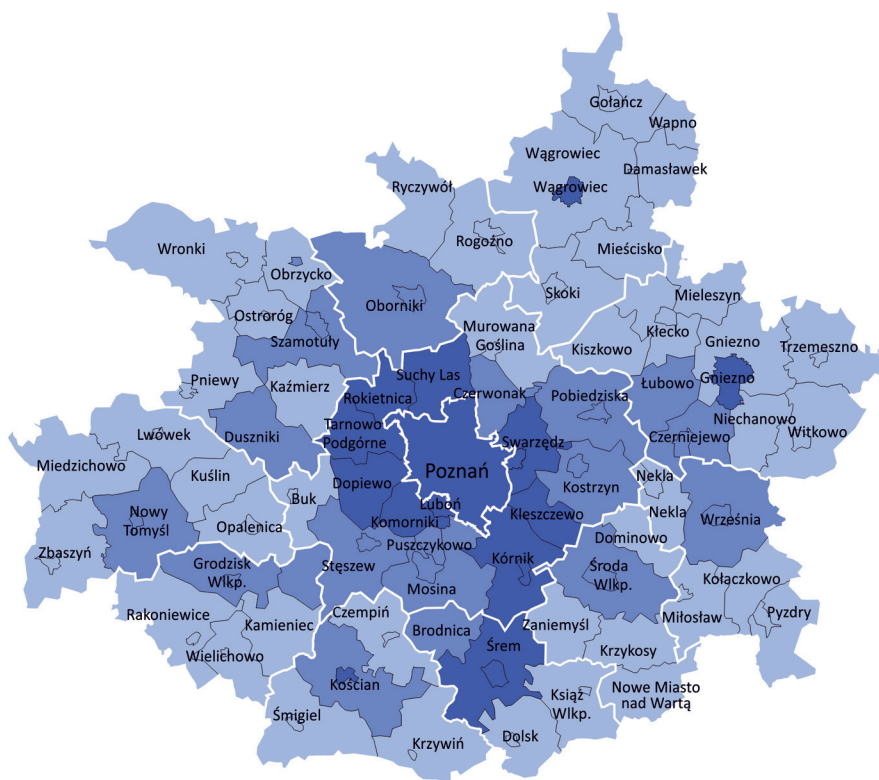 Gołańcz
Wapno
Wągrowiec
Damasławek
Wągrowiec
Ryczywół
Rogoźno
Mieścisko
Wronki
Obrzycko
Skoki
Mieleszyn
Oborniki
Ostroróg
Murowana
Goślina
Kłecko
Gniezno
Trzemeszno
Szamotuły
Kiszkowo
Pniewy
Kaźmierz
Suchy Las
Rokietnica
Czerwonak
Pobiedziska
Łubowo
Gniezno
Lwówek
Duszniki
Tarnowo
Podgórne
Swarzędz
Czerniejewo
Niechanowo
Witkowo
Miedzichowo
Kuślin
Poznań
Nekla
Dopiewo
Kostrzyn
Buk
Luboń
Nowy
Tomyśl
Opalenica
Komorniki
Kleszczewo
Nekla
Września
Zbąszyń
Puszczykowo
Dominowo
Grodzisk
Wlkp.
Stęszew
Kórnik
Środa
Wlkp.
Kołaczkowo
Mosina
Rakoniewice
Kamieniec
Czempiń
Zaniemyśl
Miłosław
Pyzdry
Brodnica
Wielichowo
Śrem
Krzykosy
Kościan
Książ
Wlkp.
Nowe Miasto
nad Wartą
Śmigiel
Krzywiń
Dolsk